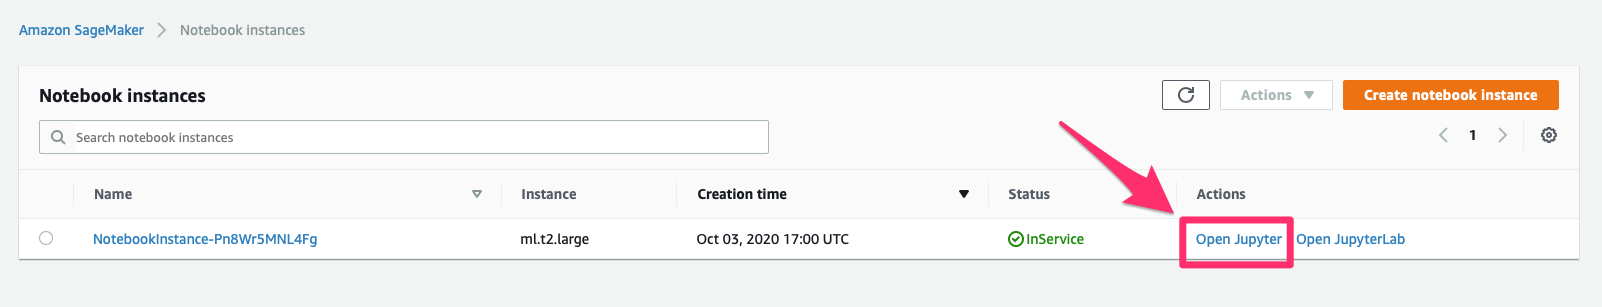 Amazon SageMaker > Notebook instances
Notebook instances
Actions
Create notebook instance
Search notebook instances
1
Name Instance Creation time Status Actions
NotebookInstance-Pn8Wr5MNL4Fg ml.t2.large Oct 03, 2020 17:00 UTC InService Open Jupyter Open JupyterLab